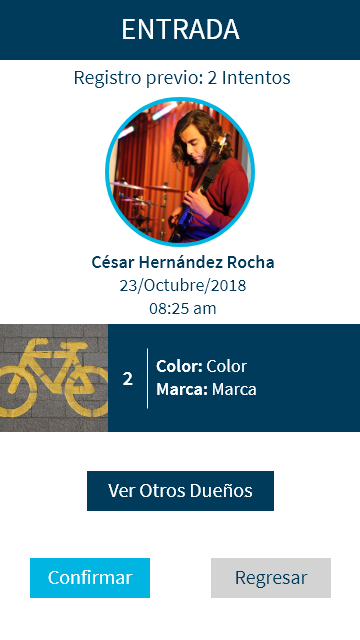 ENTRADA
Registro previo: 2 Intentos
César Hernández Rocha
23/Octubre/2018
08:25 am
2
Color: Color
Marca: Marca
Ver Otros Dueños
Confirmar
Regresar